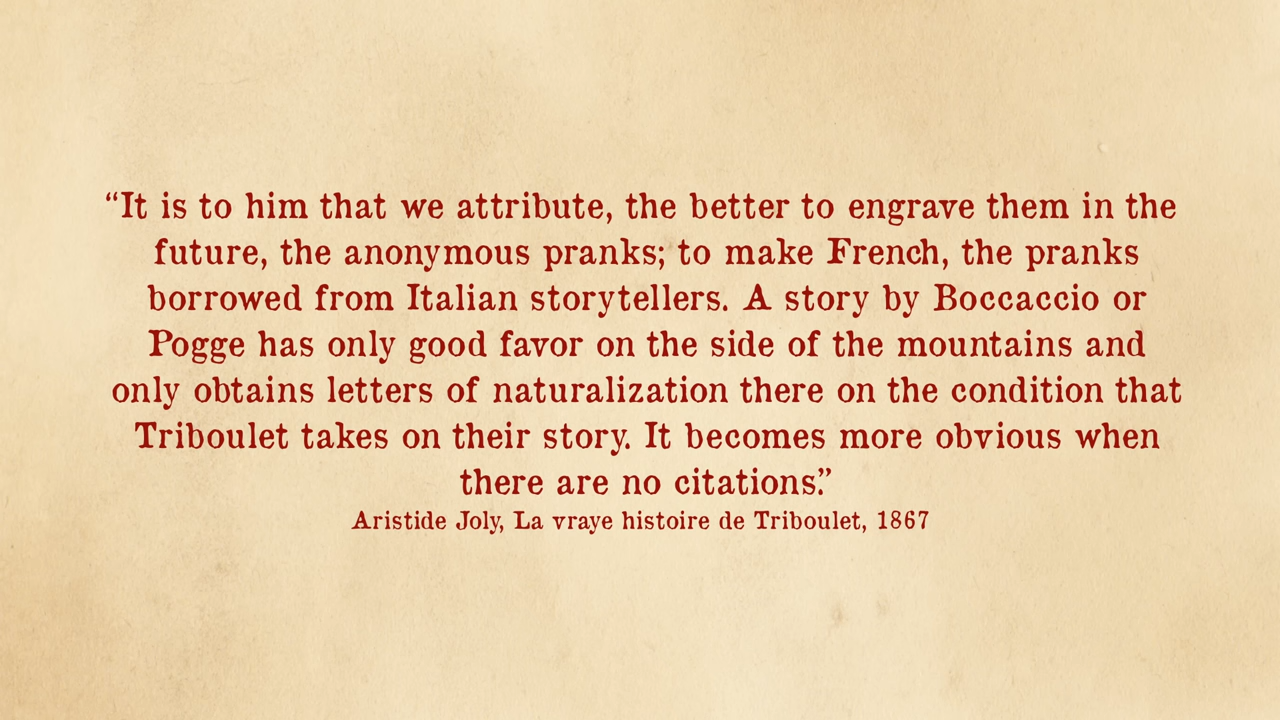 “It is to him that we attribute, the better to engrave them in the
future, the anonymous pranks; to make French, the pranks
borrowed from Italian storytellers. A story by Boccaccio or
Pogge has only good favor on the side of the mountains and
only obtains letters of naturalization there on the condition that
Triboulet takes on their story. It becomes more obvious when
there are no citations.”
Aristide Joly, La vraye histoire de Triboulet, 1867